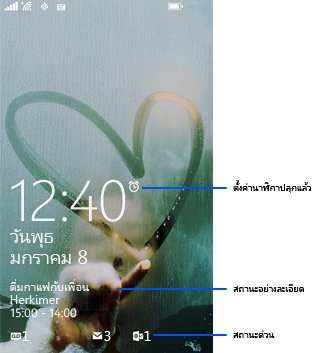 12:40
ตั้งค่านาฬิกาปลุกแล้ว
วันพุธ
มกราคม 8
ดื่มกาแฟกับเพื่อน
Herkimer
15:00 - 14:00
สถานะอย่างละเอียด
1 3 1
สถานะด่วน